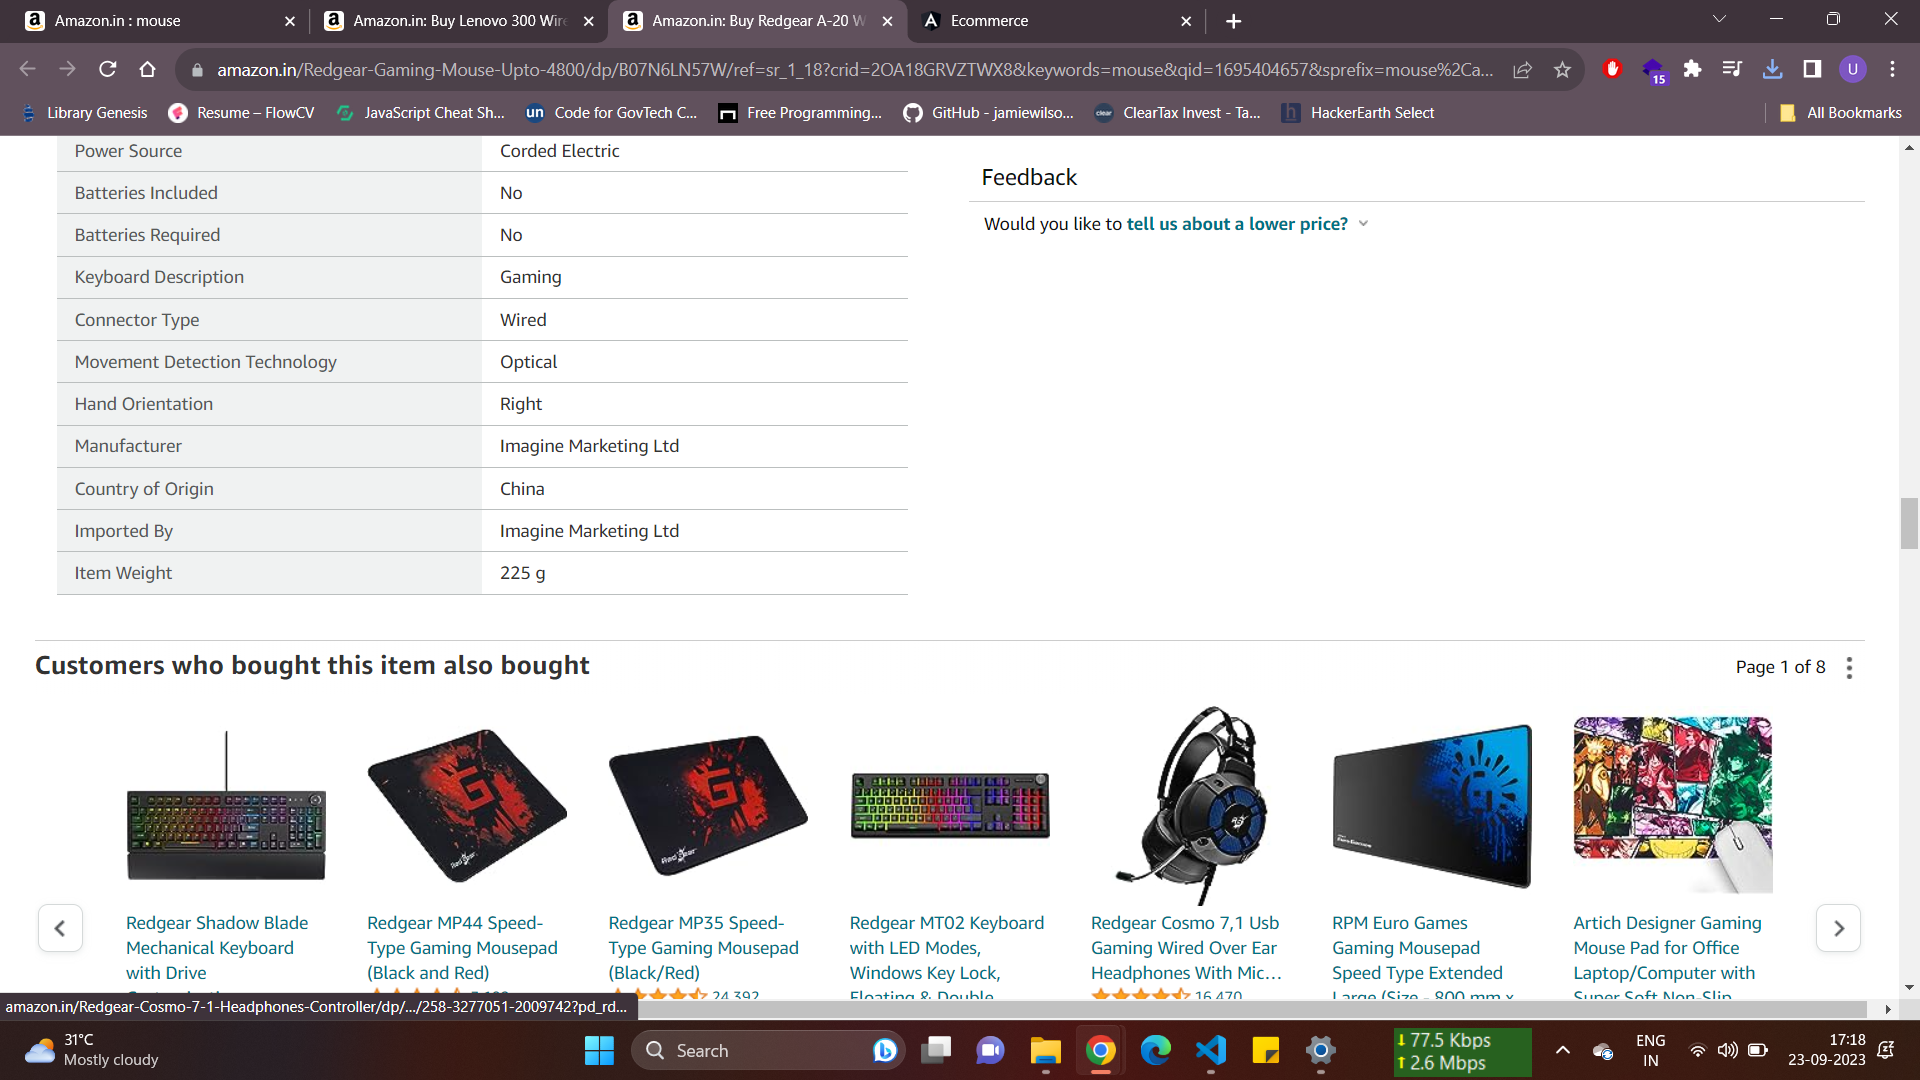 Amazon.in : mouse
Amazon.in: Buy Lenovo 300 Wire
Amazon.in: Buy Redgear A-20 W
Ecommerce
amazon.in/Redgear-Gaming-Mouse-Upto-4800/dp/B07N6LN57W/ref=sr_1_18?crid=2OA18GRVZTWX8&keywords=mouse&qid=1695404657&sprefix=mouse%2Ca...
15
U
Library Genesis
Resume – FlowCV
JavaScript Cheat Sh...
un Code for GovTech C...
Free Programming...
GitHub - jamiewilso...
clear ClearTax Invest - Ta...
h HackerEarth Select
All Bookmarks
Power Source Corded Electric
Batteries Included No
Batteries Required No
Keyboard Description Gaming
Connector Type Wired
Movement Detection Technology Optical
Hand Orientation Right
Manufacturer Imagine Marketing Ltd
Country of Origin China
Imported By Imagine Marketing Ltd
Item Weight 225 g
Feedback
Would you like to tell us about a lower price?
Customers who bought this item also bought
Page 1 of 8
Redgear Shadow Blade
Mechanical Keyboard
with Drive
Redgear MP44 Speed-
Type Gaming Mousepad
(Black and Red)
Redgear MP35 Speed-
Type Gaming Mousepad
(Black/Red)
24,392
Redgear MT02 Keyboard
with LED Modes,
Windows Key Lock,
Floating & Double
Redgear Cosmo 7,1 Usb
Gaming Wired Over Ear
Headphones With Mic...
16,470
RPM Euro Games
Gaming Mousepad
Speed Type Extended
Large (Size - 800 mm x
Artich Designer Gaming
Mouse Pad for Office
Laptop/Computer with
Super Soft Non-Slip
amazon.in/Redgear-Cosmo-7-1-Headphones-Controller/dp/.../258-3277051-2009742?pd_rd...
31°C
Mostly cloudy
Search
77.5 Kbps
2.6 Mbps
ENG
IN
17:18
23-09-2023